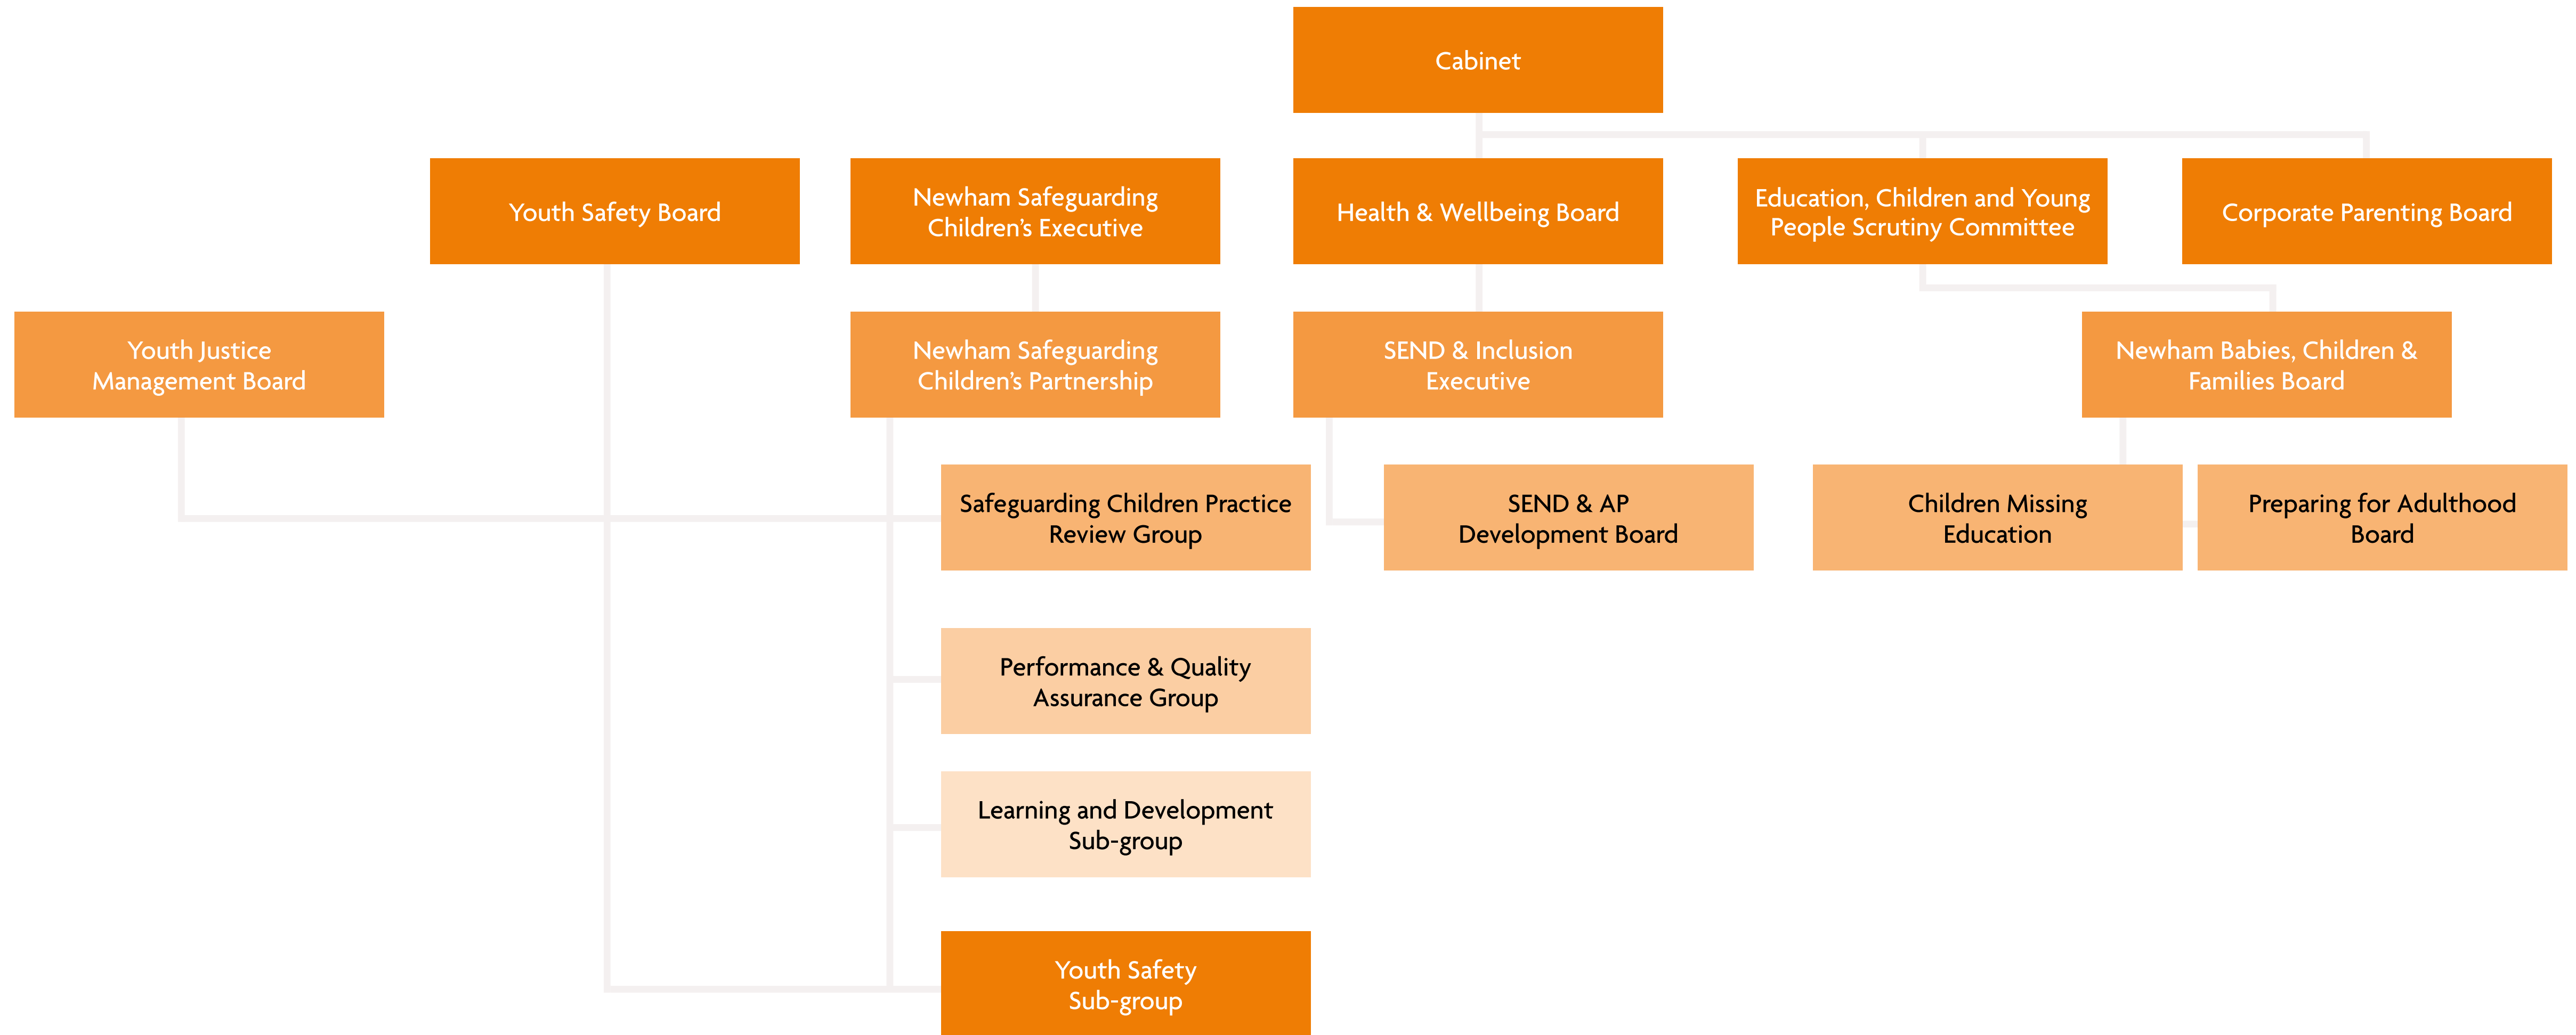 Cabinet
Youth Safety Board
Newham Safeguarding
Children’s Executive
Health & Wellbeing Board
Education, Children and Young
People Scrutiny Committee
Corporate Parenting Board
Youth Justice
Management Board
Newham Safeguarding
Children’s Partnership
SEND & Inclusion
Executive
Newham Babies, Children &
Families Board
Safeguarding Children Practice
Review Group
SEND & AP
Development Board
Children Missing
Education
Preparing for Adulthood
Board
Performance & Quality
Assurance Group
Learning and Development
Sub-group
Youth Safety
Sub-group